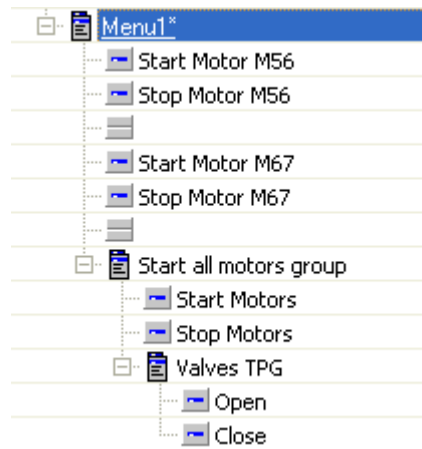 Menu1*
Start Motor M56
Stop Motor M56
Start Motor M67
Stop Motor M67
Start all motors group
Start Motors
Stop Motors
Valves TPG
Open
Close